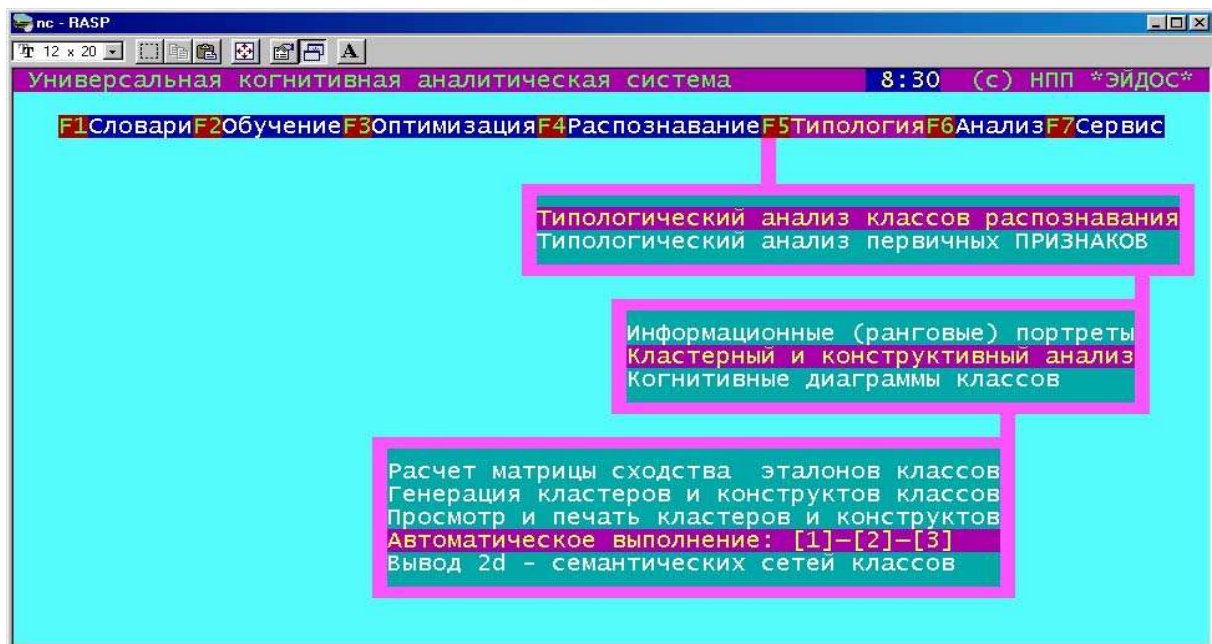 nc - RASP
12 x 20 A
Универсальная когнитивная аналитическая система 8:30 (с) НПП *ЭЙДОС*
F1Словари F2Обучение F3Оптимизация F4Распознавание F5Типология F6Анализ F7Сервис
Типологический анализ классов распознавания
Типологический анализ первичных ПРИЗНАКОВ
Информационные (ранговые) портреты
Кластерный и конструктивный анализ
Когнитивные диаграммы классов
Расчет матрицы сходства эталонов классов
Генерация кластеров и конструктов классов
Просмотр и печать кластеров и конструктов
Автоматическое выполнение: [1]—[2]—[3]
Вывод 2d - семантических сетей классов